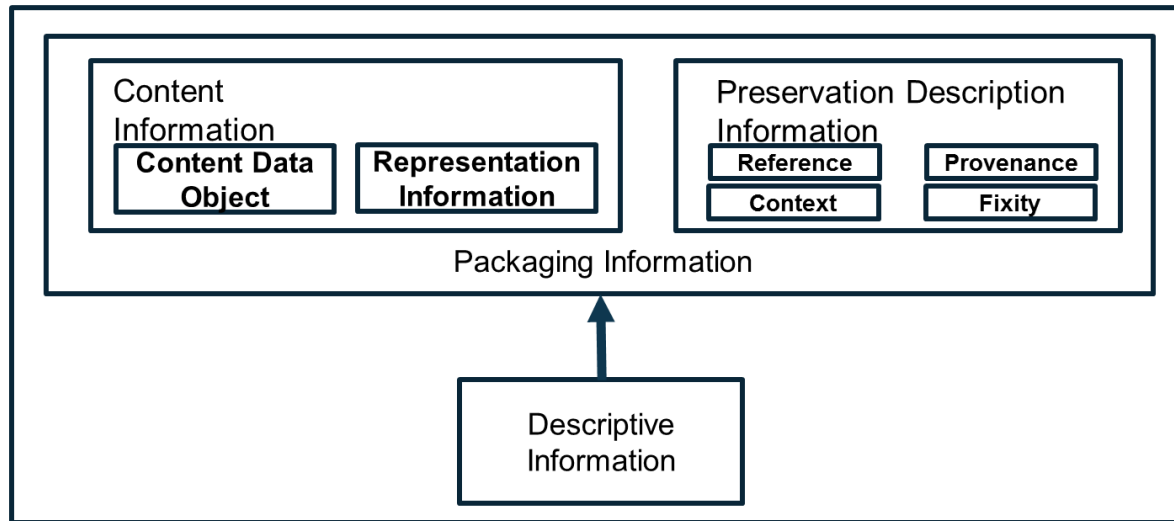 Content
Information
Content Data
Object
Representation
Information
Preservation Description
Information
Reference
Provenance
Context
Fixity
Packaging Information
Descriptive
Information